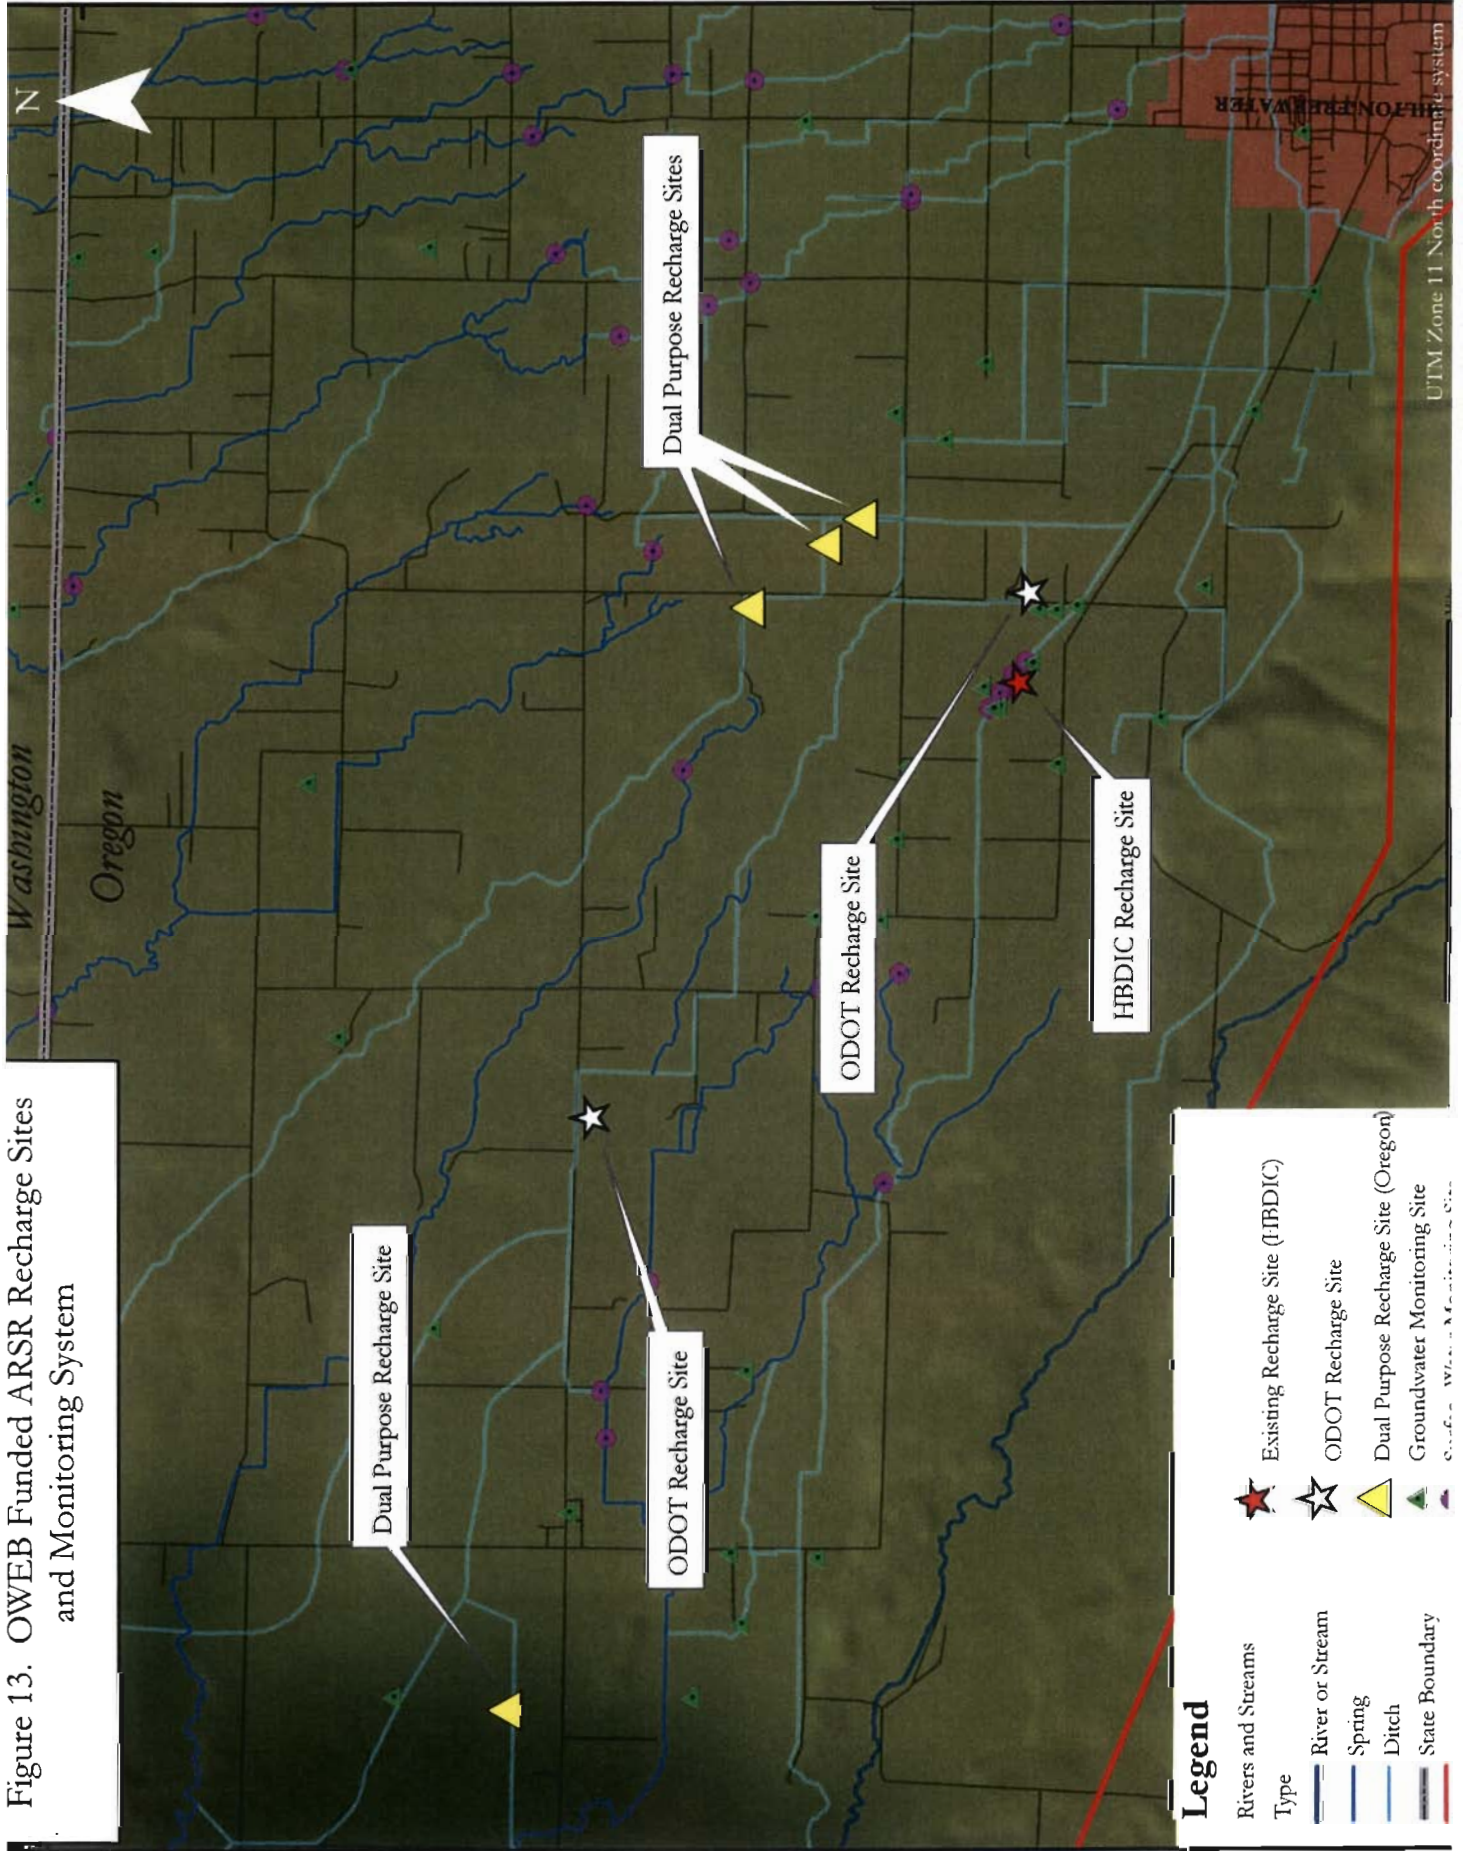 Figure 13. OWEB Funded ARSR Recharge Sites
and Monitoring System
Washington
Oregon
N
Dual Purpose Recharge Site
ODOT Recharge Site
Dual Purpose Recharge Sites
ODOT Recharge Site
HBDIC Recharge Site
FREEWATER
UTM Zone 11 North coordinate system
Legend
Rivers and Streams
Type
River or Stream
Spring
Ditch
State Boundary
Existing Recharge Site (HBDIC)
ODOT Recharge Site
Dual Purpose Recharge Site (Oregon)
Groundwater Monitoring Site